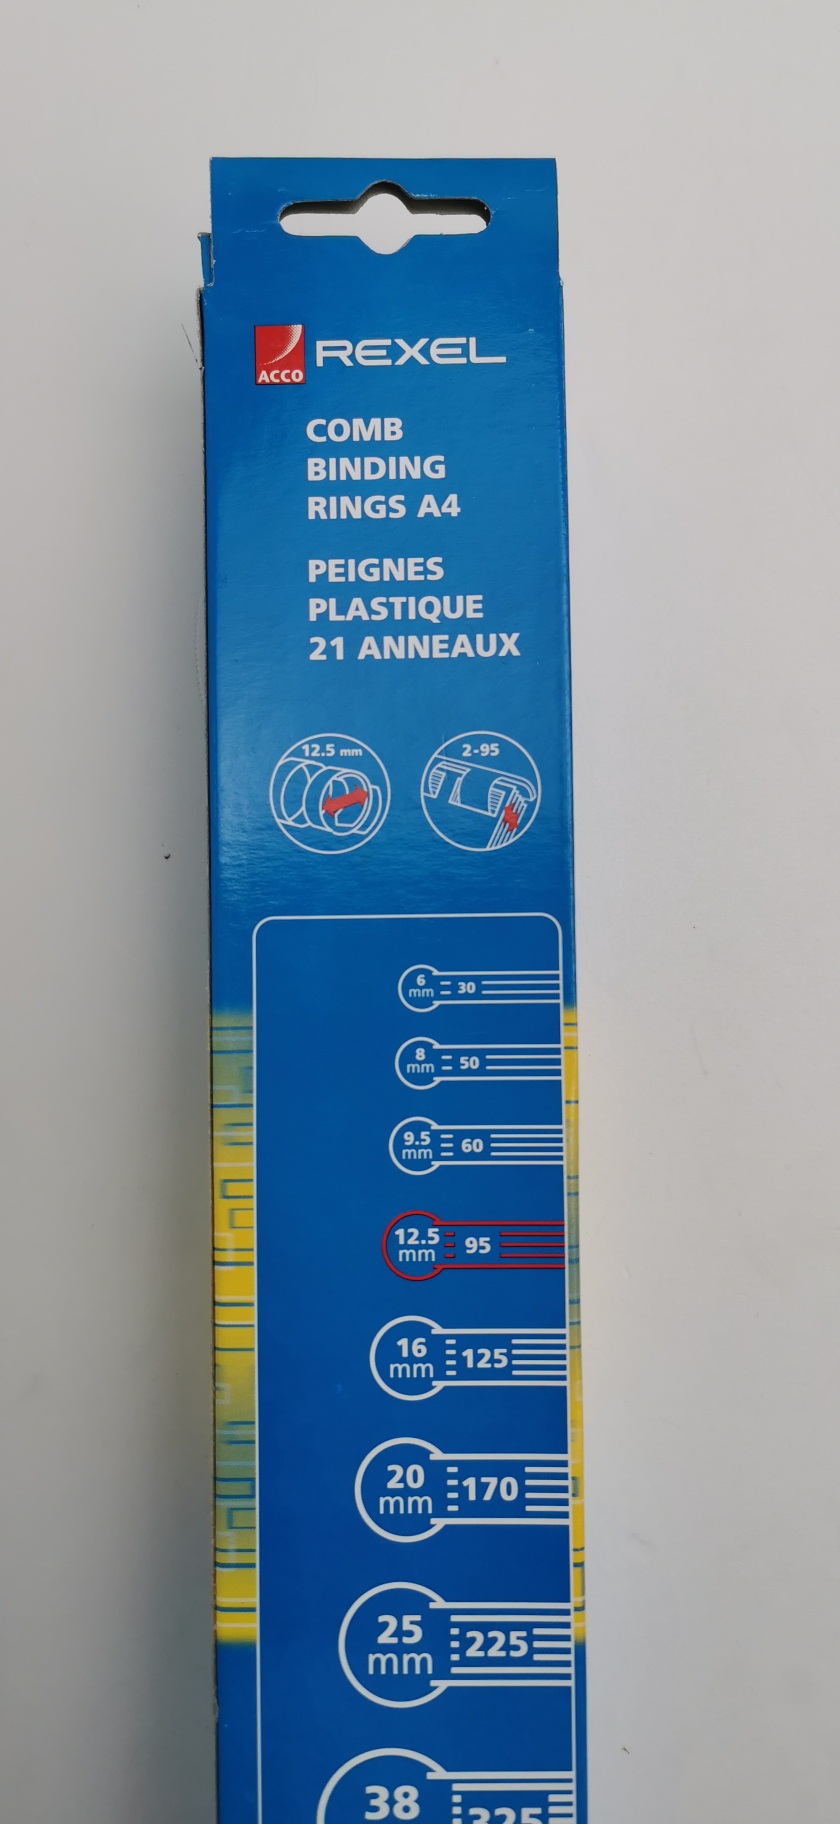 ACCO
REXEL
COMB
BINDING
RINGS A4
PEIGNES
PLASTIQUE
21 ANNEAUX
12.5 mm
2-95
6 mm 30
8 mm 50
9.5 mm 60
12.5 mm 95
16 mm 125
20 mm 170
25 mm 225
38 325